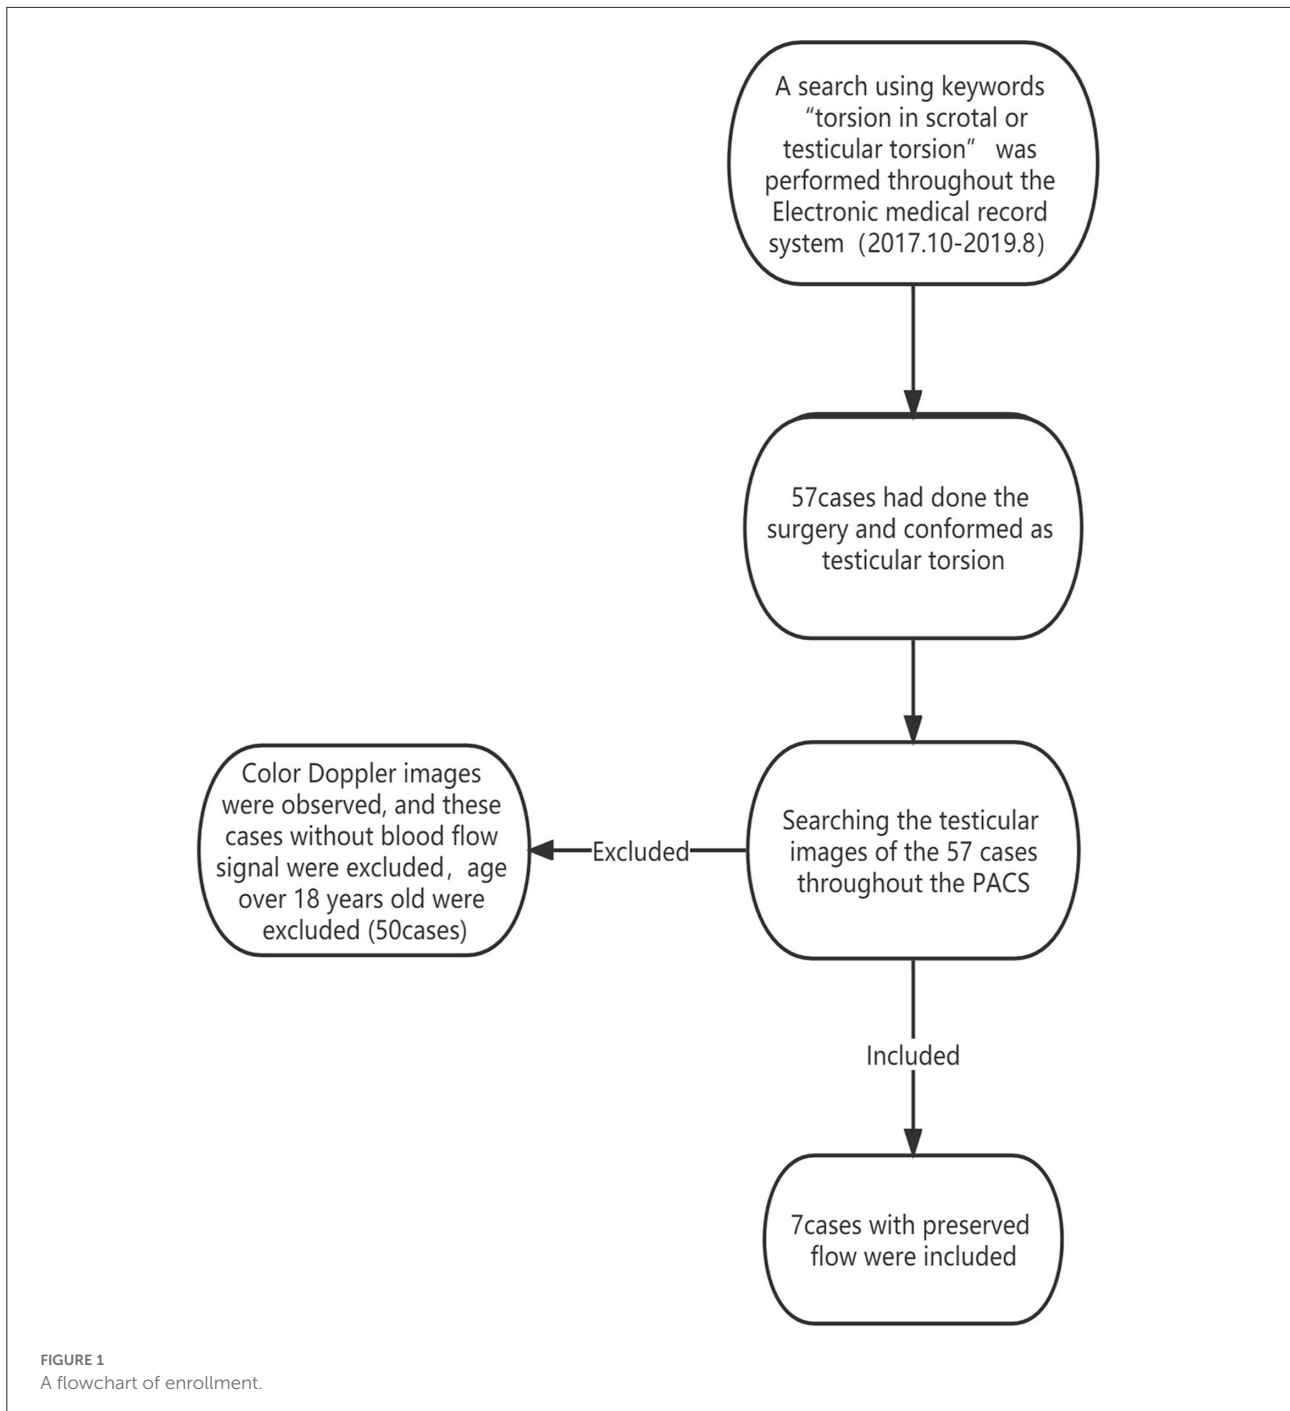 A search using keywords
“torsion in scrotal or
testicular torsion” was
performed throughout the
Electronic medical record
system (2017.10-2019.8)
57cases had done the
surgery and conformed as
testicular torsion
Searching the testicular
images of the 57 cases
throughout the PACS
Excluded
Color Doppler images
were observed, and these
cases without blood flow
signal were excluded, age
over 18 years old were
excluded (50cases)
Included
7cases with preserved
flow were included
FIGURE 1
A flowchart of enrollment.